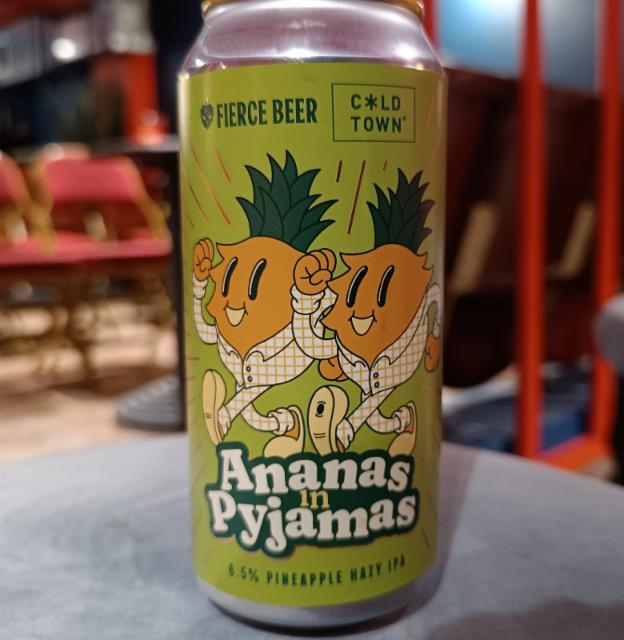 FIERCE BEER
C*LD
TOWN
Ananas
in
Pyjamas
6.5% PINEAPPLE HAZY IPA